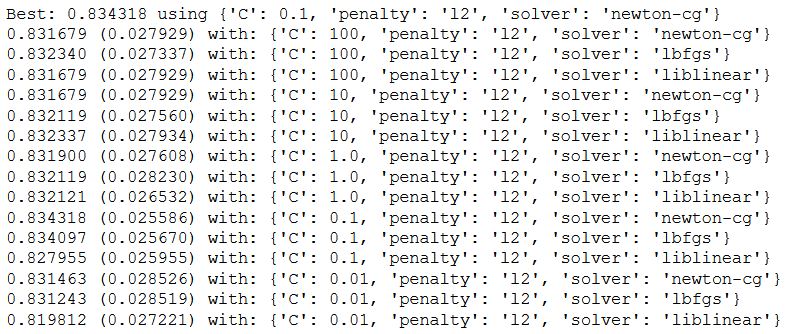 Best: 0.834318 using {'C': 0.1, 'penalty': 'l2', 'solver': 'newton-cg'}
0.831679 (0.027929) with: {'C': 100, 'penalty': 'l2', 'solver': 'newton-cg'}
0.832340 (0.027337) with: {'C': 100, 'penalty': 'l2', 'solver': 'lbfgs'}
0.831679 (0.027929) with: {'C': 100, 'penalty': 'l2', 'solver': 'liblinear'}
0.831679 (0.027929) with: {'C': 10, 'penalty': 'l2', 'solver': 'newton-cg'}
0.832119 (0.027560) with: {'C': 10, 'penalty': 'l2', 'solver': 'lbfgs'}
0.832337 (0.027934) with: {'C': 10, 'penalty': 'l2', 'solver': 'liblinear'}
0.831900 (0.027608) with: {'C': 1.0, 'penalty': 'l2', 'solver': 'newton-cg'}
0.832119 (0.028230) with: {'C': 1.0, 'penalty': 'l2', 'solver': 'lbfgs'}
0.832121 (0.026532) with: {'C': 1.0, 'penalty': 'l2', 'solver': 'liblinear'}
0.834318 (0.025586) with: {'C': 0.1, 'penalty': 'l2', 'solver': 'newton-cg'}
0.834097 (0.025670) with: {'C': 0.1, 'penalty': 'l2', 'solver': 'lbfgs'}
0.827955 (0.025955) with: {'C': 0.1, 'penalty': 'l2', 'solver': 'liblinear'}
0.831463 (0.028526) with: {'C': 0.01, 'penalty': 'l2', 'solver': 'newton-cg'}
0.831243 (0.028519) with: {'C': 0.01, 'penalty': 'l2', 'solver': 'lbfgs'}
0.819812 (0.027221) with: {'C': 0.01, 'penalty': 'l2', 'solver': 'liblinear'}